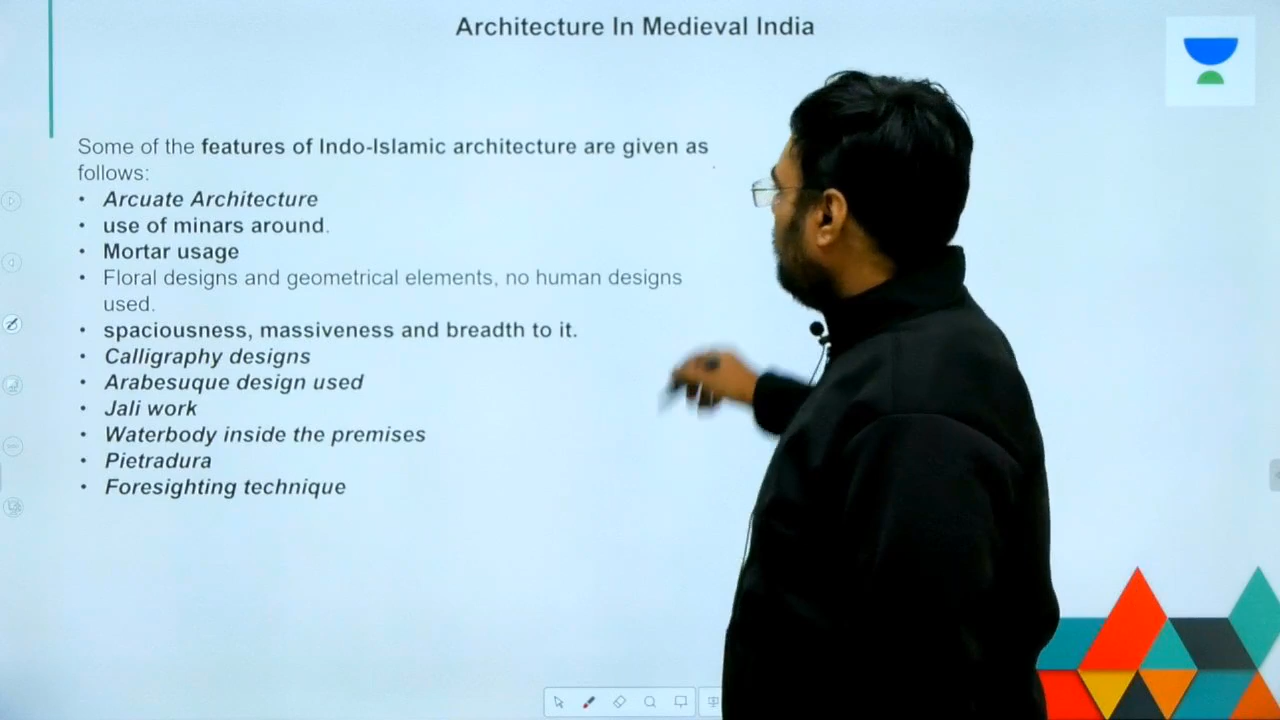 Architecture In Medieval India
Some of the features of Indo-Islamic architecture are given as
follows:
• Arcuate Architecture
• use of minars around.
• Mortar usage
• Floral designs and geometrical elements, no human designs
used.
• spaciousness, massiveness and breadth to it.
• Calligraphy designs
• Arabesuque design used
• Jali work
• Waterbody inside the premises
• Pietradura
• Foresighting technique